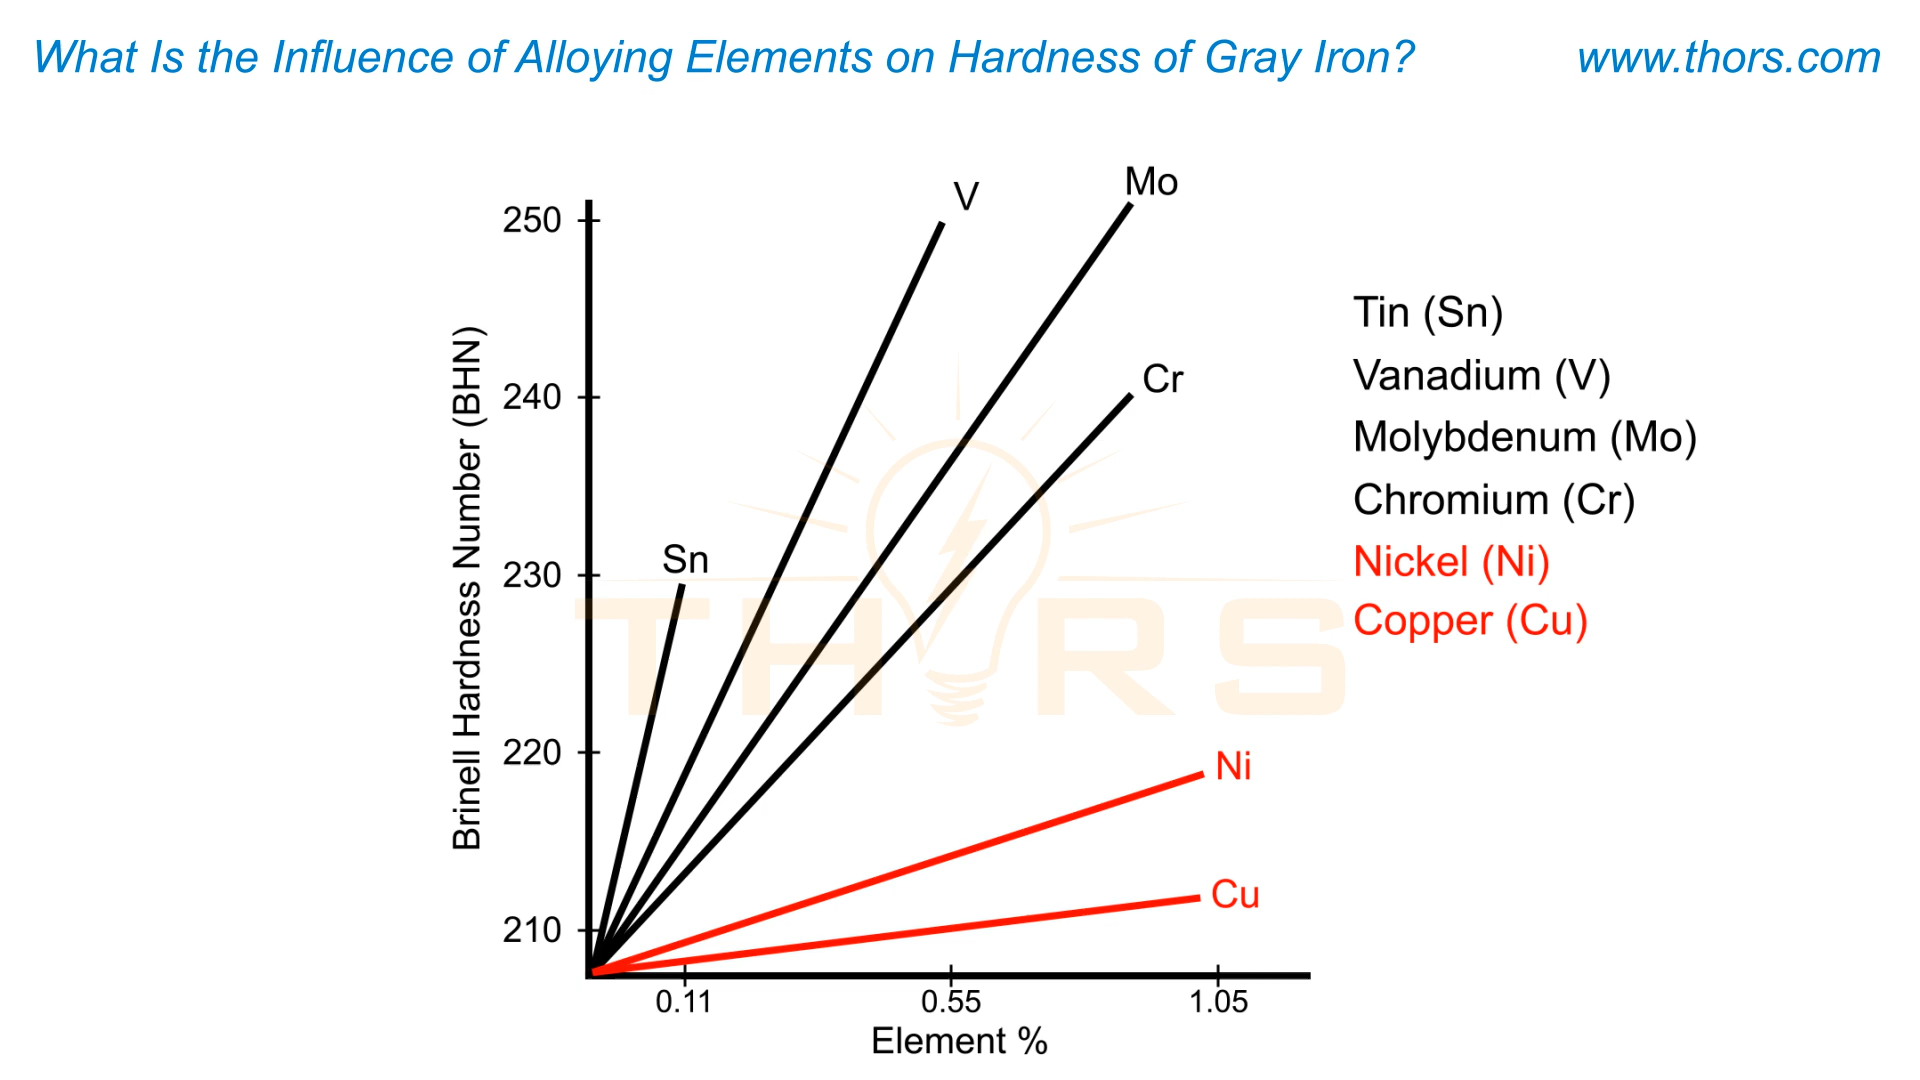 What Is the Influence of Alloying Elements on Hardness of Gray Iron?
www.thors.com
Brinell Hardness Number (BHN)
250
240
230
220
210
Sn
V
Mo
Cr
Ni
Cu
0.11
0.55
1.05
Element %
Tin (Sn)
Vanadium (V)
Molybdenum (Mo)
Chromium (Cr)
Nickel (Ni)
Copper (Cu)
THORS